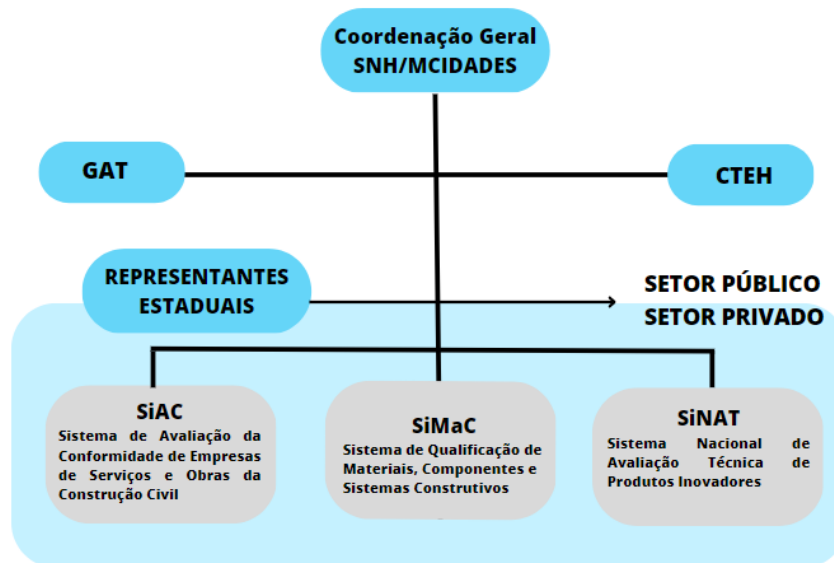 Coordenação Geral
SNH/MCIDADES
GAT
CTEH
REPRESENTANTES
ESTADUAIS
SETOR PÚBLICO
SETOR PRIVADO
SiAC
Sistema de Avaliação da
Conformidade de Empresas
de Serviços e Obras da
Construção Civil
SiMaC
Sistema de Qualificação de
Materiais, Componentes e
Sistemas Construtivos
SiNAT
Sistema Nacional de
Avaliação Técnica de
Produtos Inovadores